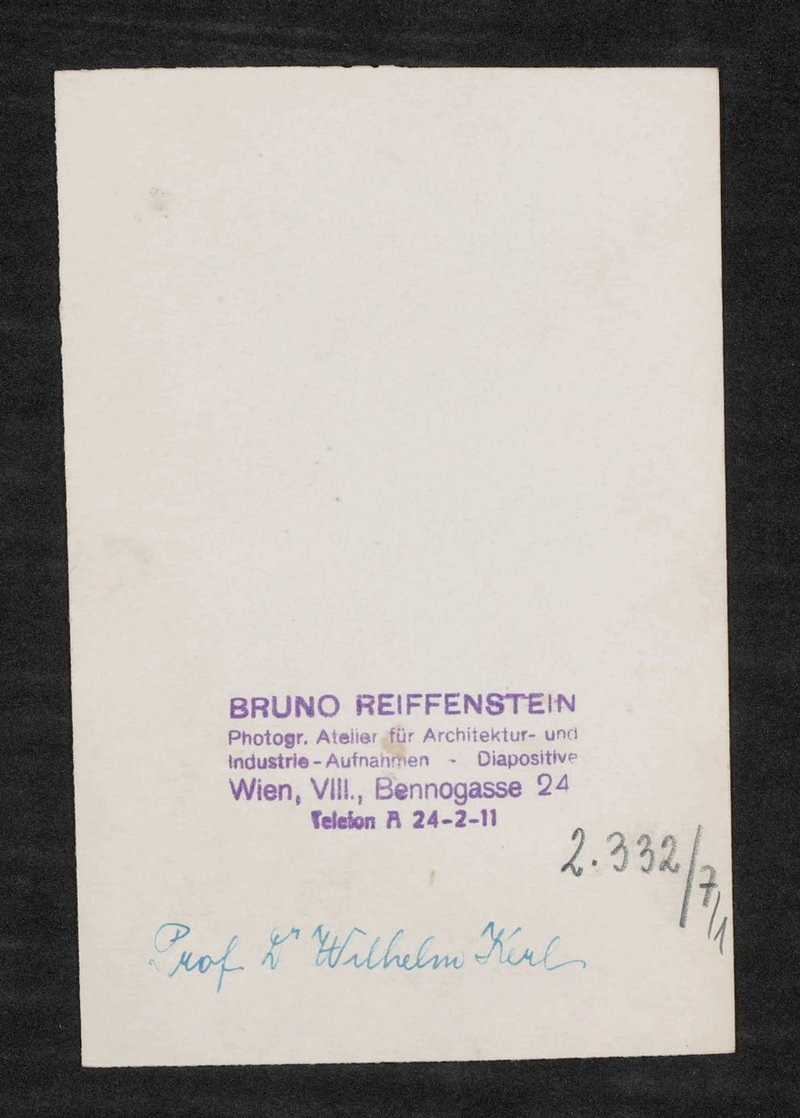 BRUNO REIFFENSTEIN
Photogr. Atelier für Architektur- und
Industrie-Aufnahmen - Diapositive
Wien, VIII., Bennogasse 24
Telefon A 24-2-11
2.332/7/1
Prof Dr Wilhelm Kerl